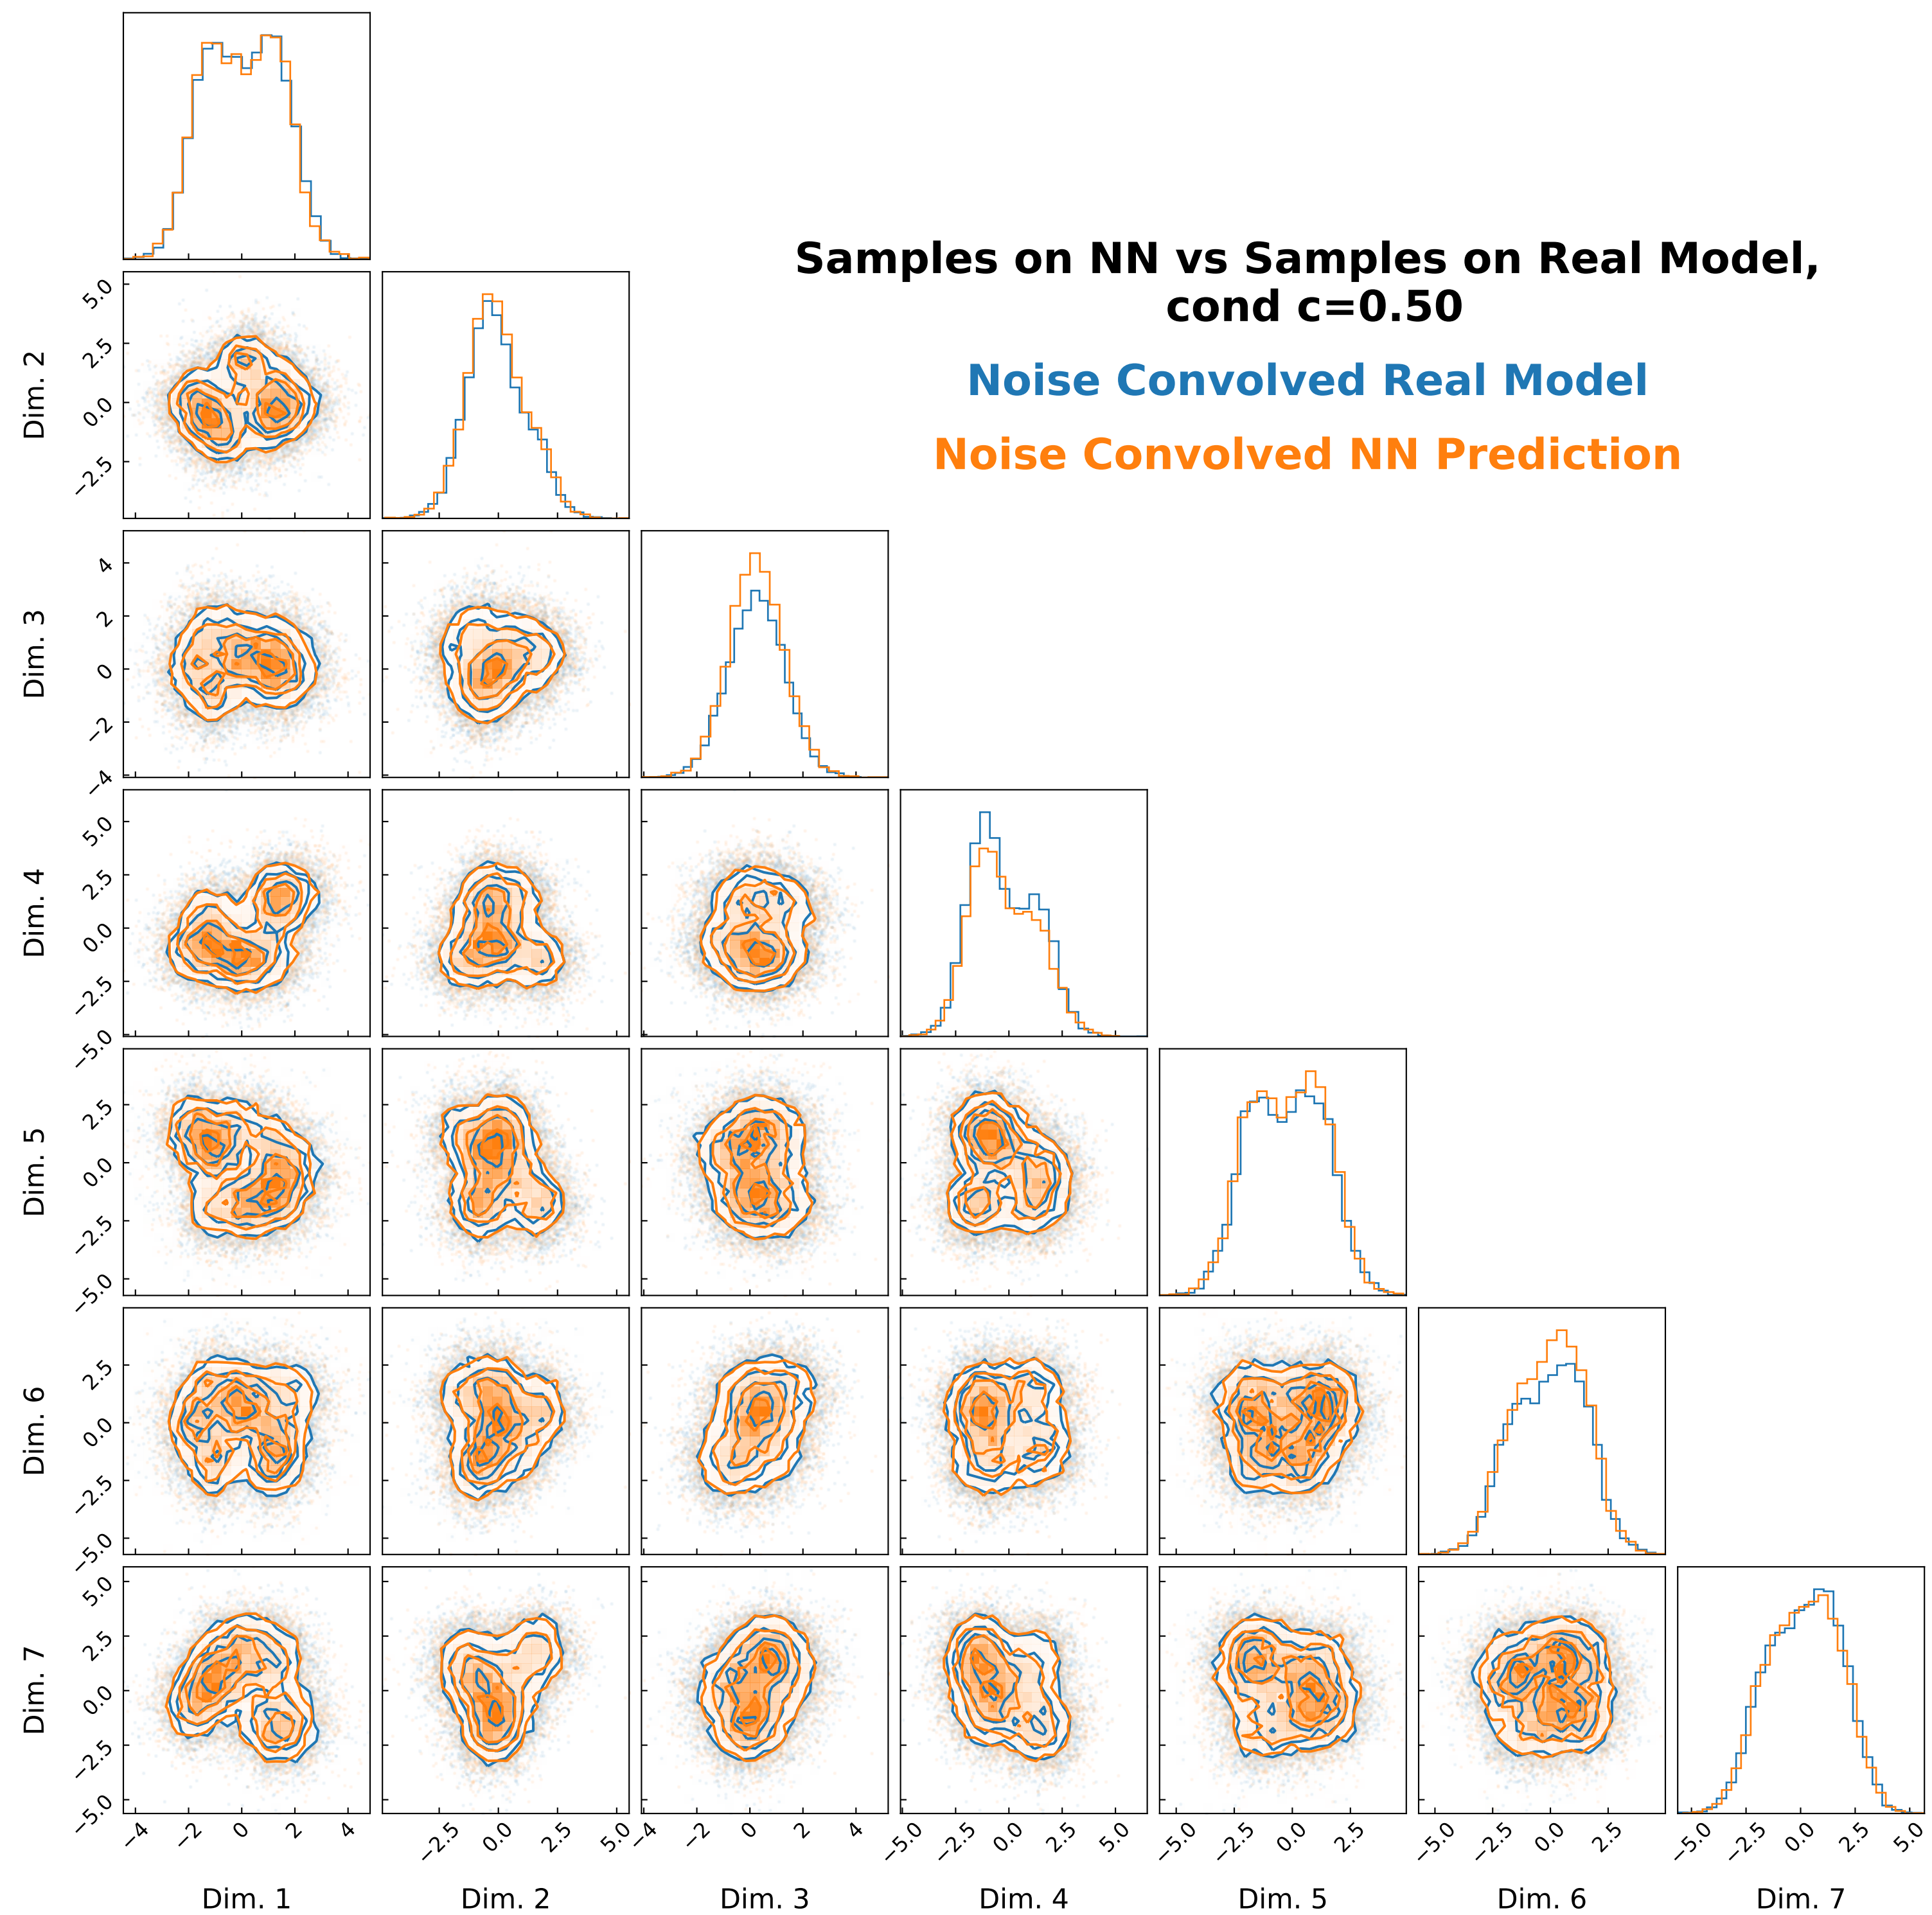 Samples on NN vs Samples on Real Model,
cond c=0.50
Noise Convolved Real Model
Noise Convolved NN Prediction
Dim. 2
5.0
2.5
0.0
−2.5
Dim. 3
4
2
0
−2
−4
Dim. 4
5.0
2.5
0.0
−2.5
−5.0
Dim. 5
2.5
0.0
−2.5
−5.0
Dim. 6
2.5
0.0
−2.5
−5.0
Dim. 7
5.0
2.5
0.0
−2.5
−5.0
−4 −2 0 2 4 −2.5 0.0 2.5 5.0 −4 −2 0 2 4 −5.0 −2.5 0.0 2.5 5.0 −5.0 −2.5 0.0 2.5 −5.0 −2.5 0.0 2.5 −5.0 −2.5 0.0 2.5 5.0
Dim. 1 Dim. 2 Dim. 3 Dim. 4 Dim. 5 Dim. 6 Dim. 7